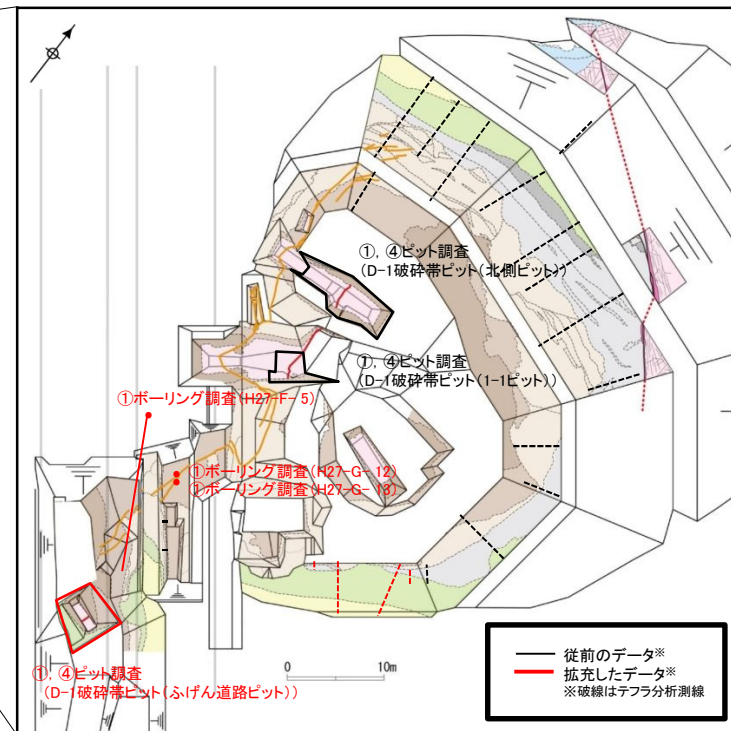 ①, ④ピット調査
(D-1破砕帯ピット(北側ピット))
①, ④ピット調査
(D-1破砕帯ピット(1-1ピット))
①ボーリング調査(H27-F-5)
①ボーリング調査(H27-G-12)
①ボーリング調査(H27-G-13)
①, ④ピット調査
(D-1破砕帯ピット(ふげん道路ピット))
0 10m
従前のデータ※
拡充したデータ※
※破線はテフラ分析測線